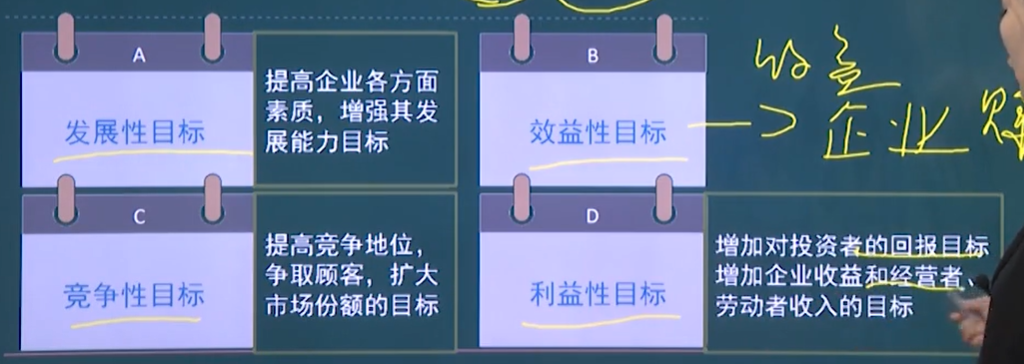 A
发展性目标
提高企业各方面
素质，增强其发
展能力目标
B
效益性目标
收益
企业
C
竞争性目标
提高竞争地位，
争取顾客，扩大
市场份额的目标
D
利益性目标
增加对投资者的回报目标
增加企业收益和经营者、
劳动者收入的目标